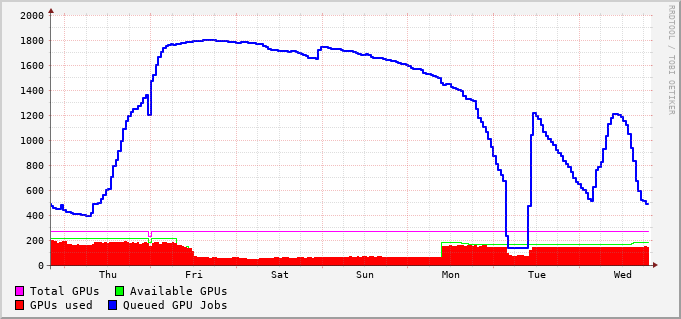 2000
1800
1600
1400
1200
1000
800
600
400
200
0
Thu Fri Sat Sun Mon Tue Wed
Total GPUs Available GPUs
GPUs used Queued GPU Jobs
RRDTOOL / TOBI OETIKER